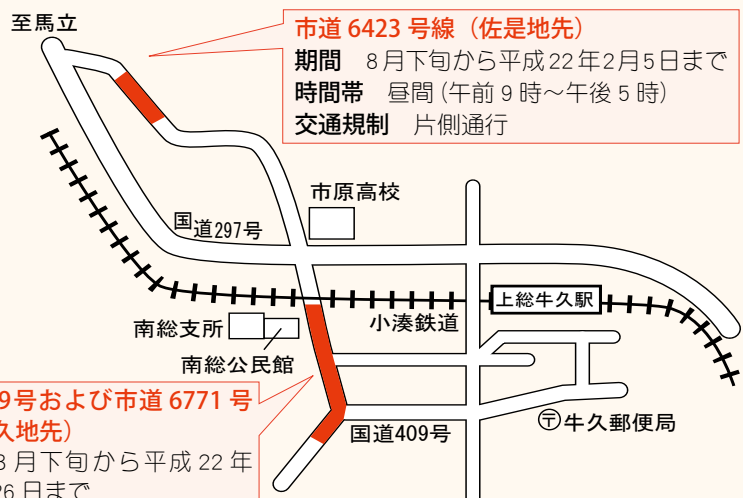 至馬立
市道 6423 号線（佐是地先）
期間　8月下旬から平成 22 年2月5日まで
時間帯　昼間（午前 9 時〜午後 5 時）
交通規制　片側通行
市原高校
国道297号
上総牛久駅
小湊鉄道
南総支所
南総公民館
9号および市道 6771 号
久地先）
月下旬から平成 22 年
26 日まで
国道409号
〒牛久郵便局